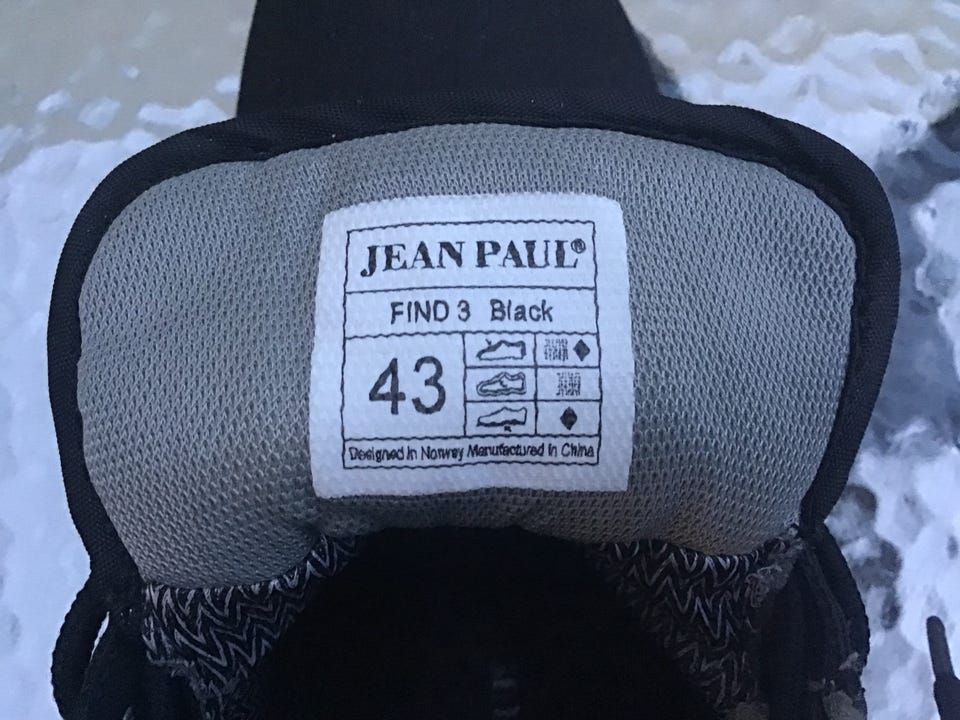 JEAN PAUL®
FIND 3 Black
43
Designed in Norway Manufactured in China